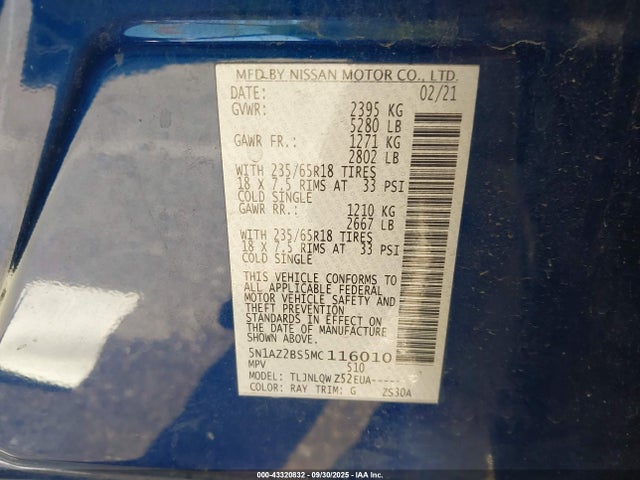 MFD.BY NISSAN MOTOR CO., LTD.
DATE: 02/21
GVWR: 2395 KG
5280 LB
GAWR FR.: 1271 KG
2802 LB
WITH 235/65R18 TIRES
18 X 7.5 RIMS AT 33 PSI
COLD SINGLE
GAWR RR.: 1210 KG
2667 LB
WITH 235/65R18 TIRES
18 X 7.5 RIMS AT 33 PSI
COLD SINGLE
THIS VEHICLE CONFORMS TO
ALL APPLICABLE FEDERAL
MOTOR VEHICLE SAFETY AND
THEFT PREVENTION
STANDARDS IN EFFECT ON
THE DATE OF MANUFACTURE
SHOWN ABOVE.
5N1AZ2BS5MC116010
MPV 510
MODEL: TLJNLQW Z52EUA-----
COLOR: RAY TRIM: G ZS30A
000-43320832 - 09/30/2025 - IAA Inc.